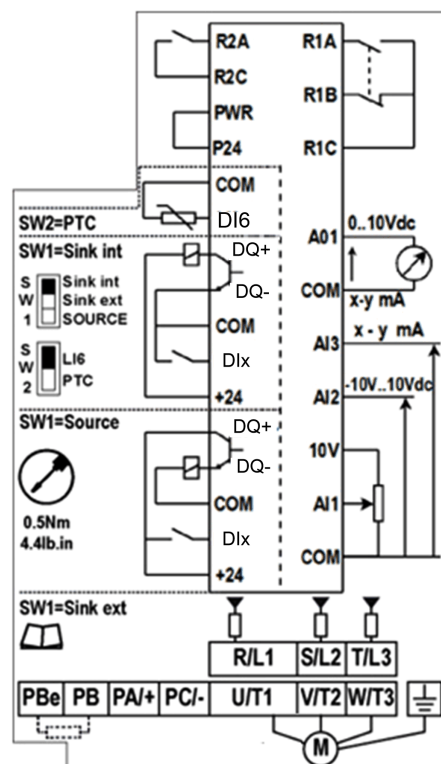 R2A
R1A
R2C
R1B
PWR
P24
R1C
COM
DI6
SW2=PTC
0..10Vdc
A01
SW1=Sink int
DQ+
DQ-
COM
x-y mA
S
W
1
Sink int
Sink ext
SOURCE
COM
x - y mA
AI3
DIx
S
W
2
LI6
PTC
+24
-10V..10Vdc
AI2
SW1=Source
DQ+
DQ-
10V
COM
AI1
0.5Nm
4.4lb.in
DIx
COM
+24
SW1=Sink ext
R/L1 S/L2 T/L3
PBe PB PA/+ PC/- U/T1 V/T2 W/T3
M